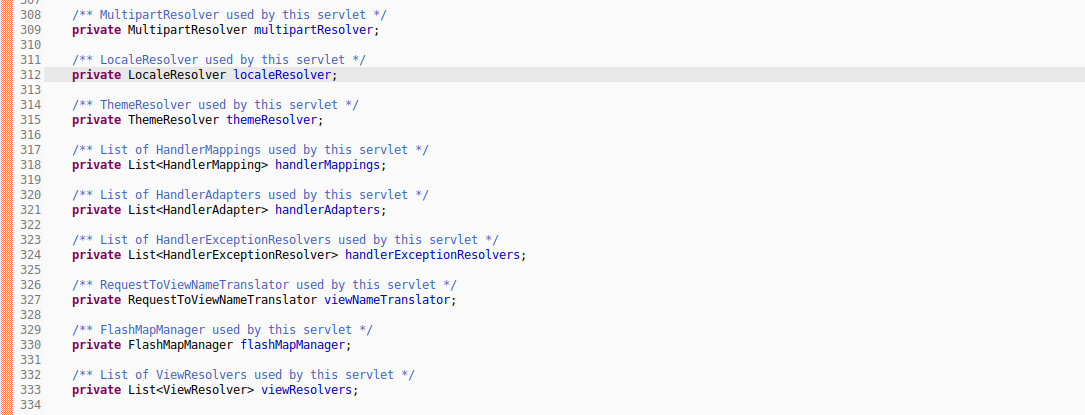 307
308 /** MultipartResolver used by this servlet */
309 private MultipartResolver multipartResolver;
310
311 /** LocaleResolver used by this servlet */
312 private LocaleResolver localeResolver;
313
314 /** ThemeResolver used by this servlet */
315 private ThemeResolver themeResolver;
316
317 /** List of HandlerMappings used by this servlet */
318 private List<HandlerMapping> handlerMappings;
319
320 /** List of HandlerAdapters used by this servlet */
321 private List<HandlerAdapter> handlerAdapters;
322
323 /** List of HandlerExceptionResolvers used by this servlet */
324 private List<HandlerExceptionResolver> handlerExceptionResolvers;
325
326 /** RequestToViewNameTranslator used by this servlet */
327 private RequestToViewNameTranslator viewNameTranslator;
328
329 /** FlashMapManager used by this servlet */
330 private FlashMapManager flashMapManager;
331
332 /** List of ViewResolvers used by this servlet */
333 private List<ViewResolver> viewResolvers;
334